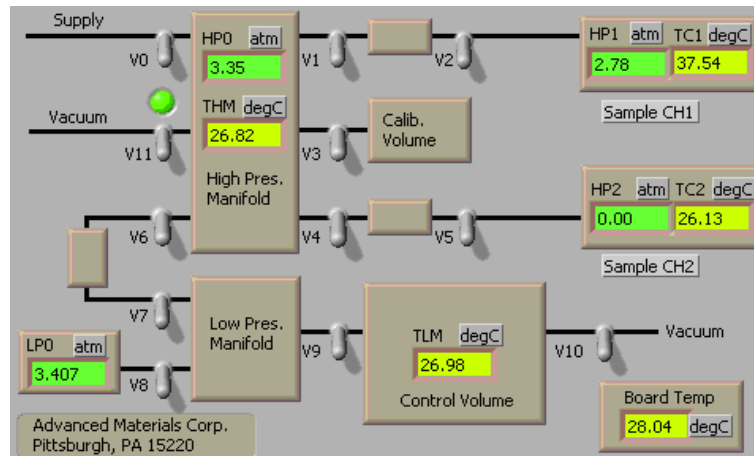 Supply
V0
HP0 atm
3.35
V1
V2
HP1 atm TC1 degC
2.78 37.54
Sample CH1
Vacuum
V11
THM degC
26.82
V3
Calib.
Volume
High Pres.
Manifold
V6
V4
V5
HP2 atm TC2 degC
0.00 26.13
Sample CH2
V7
Low Pres.
Manifold
LP0 atm
3.407
V8
V9
TLM degC
26.98
Control Volume
V10
Vacuum
Board Temp
28.04 degC
Advanced Materials Corp.
Pittsburgh, PA 15220